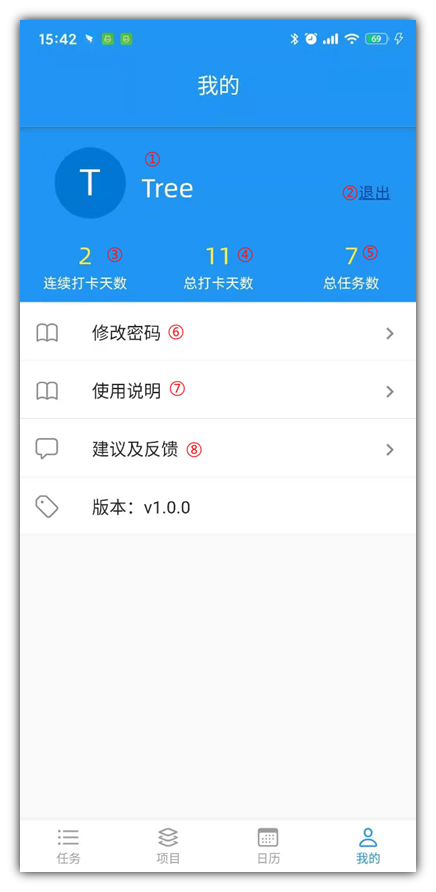 15:42 69
我的
①
T Tree ②退出
2 ③ 11 ④ 7 ⑤
连续打卡天数 总打卡天数 总任务数
修改密码 ⑥
使用说明 ⑦
建议及反馈 ⑧
版本：v1.0.0
任务 项目 日历 我的